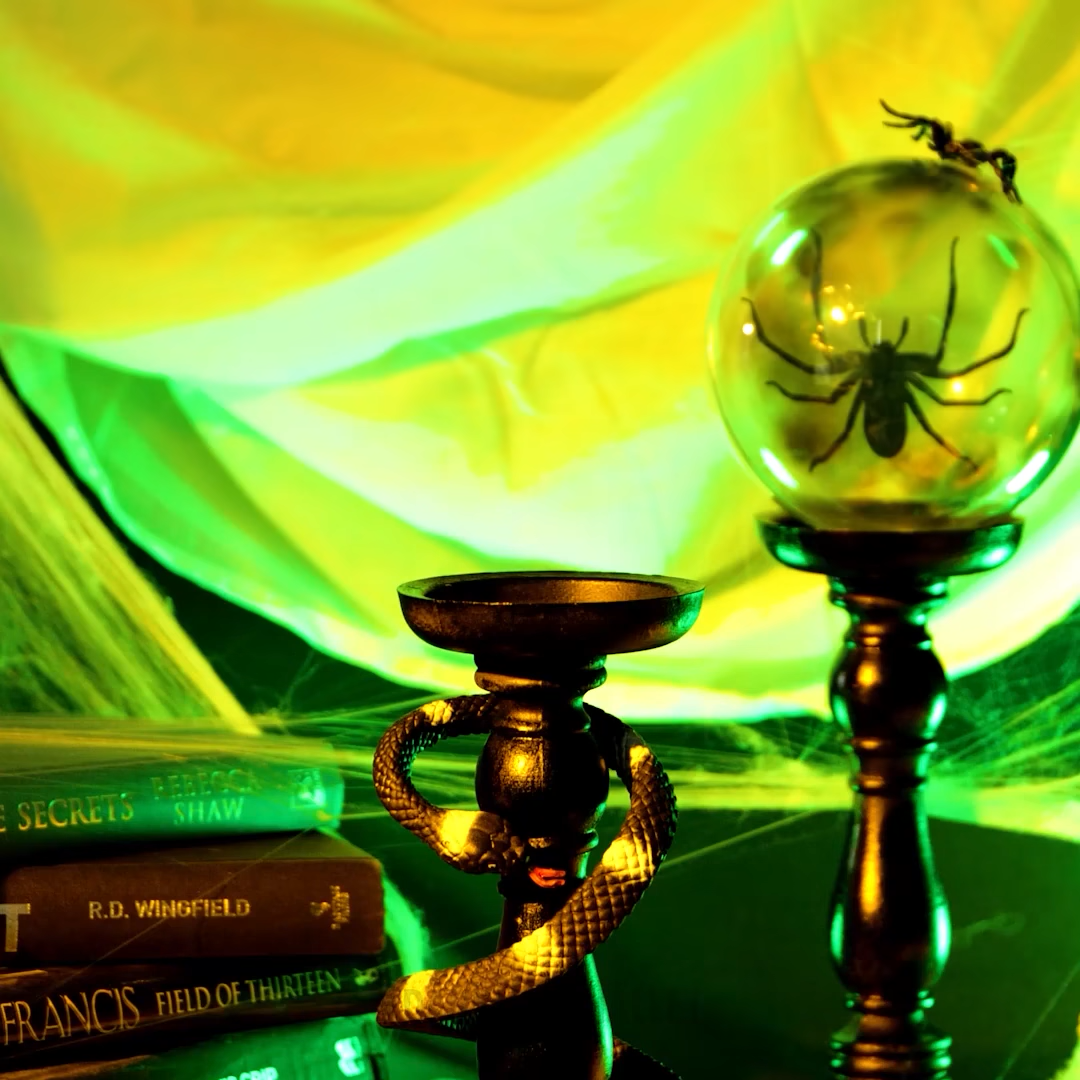 E SECRETS
REBECCA
SHAW
T
R.D. WINGFIELD
FRANCIS FIELD OF THIRTEEN